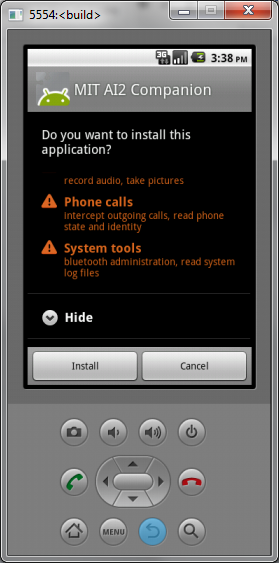 5554:<build>
3G
3:38 PM
MIT AI2 Companion
Do you want to install this
application?
record audio, take pictures
Phone calls
intercept outgoing calls, read phone
state and identity
System tools
bluetooth administration, read system
log files
Hide
Install
Cancel
MENU